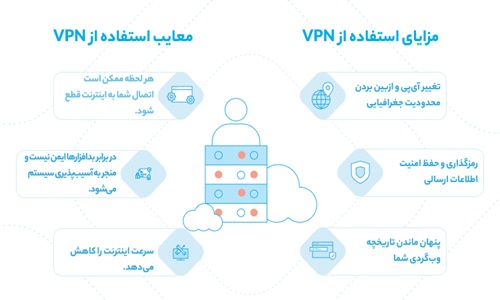 مزایای استفاده از VPN
تغییر آی‌پی و ازبین بردن
محدودیت جغرافیایی
رمزگذاری و حفظ امنیت
اطلاعات ارسالی
پنهان ماندن تاریخچه
وب‌گردی شما
معایب استفاده از VPN
هر لحظه ممکن است
اتصال شما به اینترنت قطع
شود.
در برابر بدافزارها ایمن نیست و
منجر به آسیب‌پذیری سیستم
می‌شود.
سرعت اینترنت را کاهش
می‌دهد.